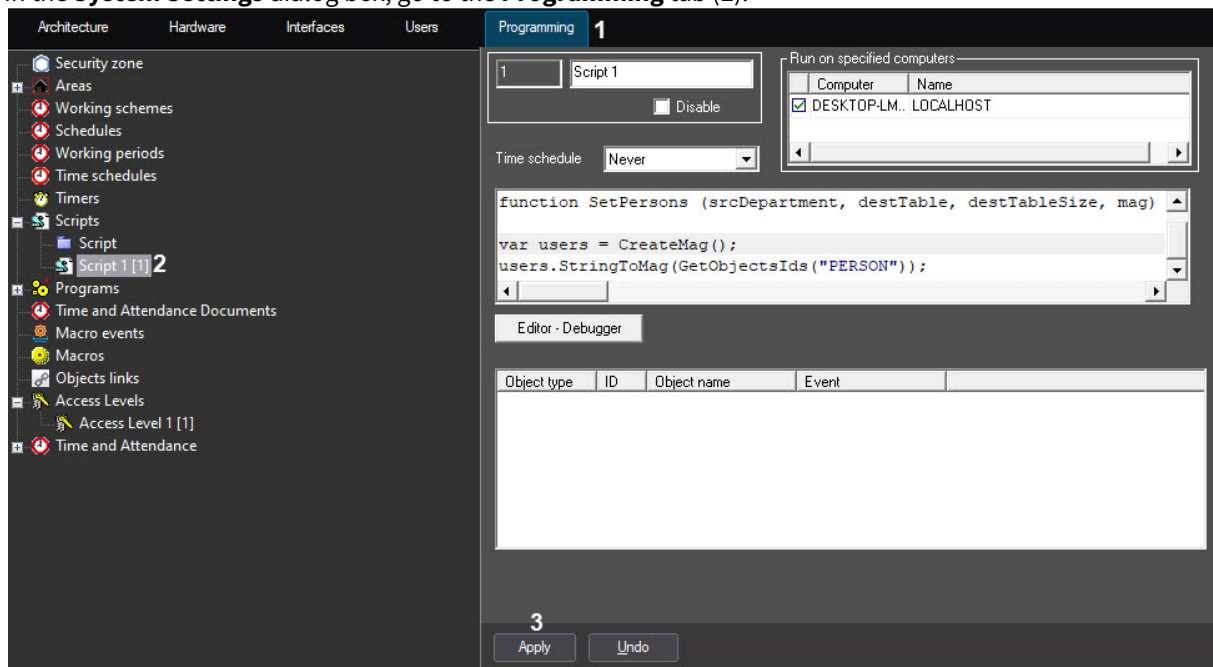 in the System Settings dialog box, go to the Programming tab (1).
Architecture Hardware Interfaces Users Programming 1
Security zone
Areas
Working schemes
Schedules
Working periods
Time schedules
Timers
Scripts
Script
Script 1 [1] 2
Programs
Time and Attendance Documents
Macro events
Macros
Objects links
Access Levels
Access Level 1 [1]
Time and Attendance
1 Script 1
Disable
Run on specified computers
Computer Name
DESKTOP-LM.. LOCALHOST
Time schedule Never
function SetPersons (srcDepartment, destTable, destTableSize, mag)
var users = CreateMag();
users.StringToMag(GetObjectsIds("PERSON"));
Editor - Debugger
Object type ID Object name Event
3
Apply Undo